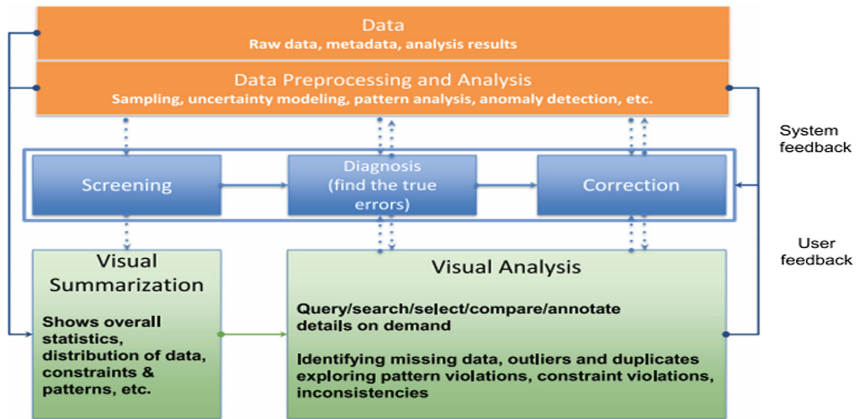 Data
Raw data, metadata, analysis results
Data Preprocessing and Analysis
Sampling, uncertainty modeling, pattern analysis, anomaly detection, etc.
System
feedback
Screening
Diagnosis
(find the true
errors)
Correction
User
feedback
Visual
Summarization
Shows overall
statistics,
distribution of data,
constraints &
patterns, etc.
Visual Analysis
Query/search/select/compare/annotate
details on demand
Identifying missing data, outliers and duplicates
exploring pattern violations, constraint violations,
inconsistencies